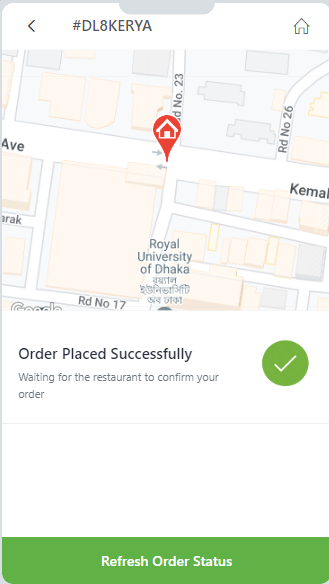 #DL8KERYA
Rd No. 23
Rd No 26
Ave
Kemal
arak
Royal
University
of Dhaka
রয়্যাল
ইউনিভার্সিটি
অব ঢাকা
Rd No 17
Google
Order Placed Successfully
Waiting for the restaurant to confirm your
order
Refresh Order Status